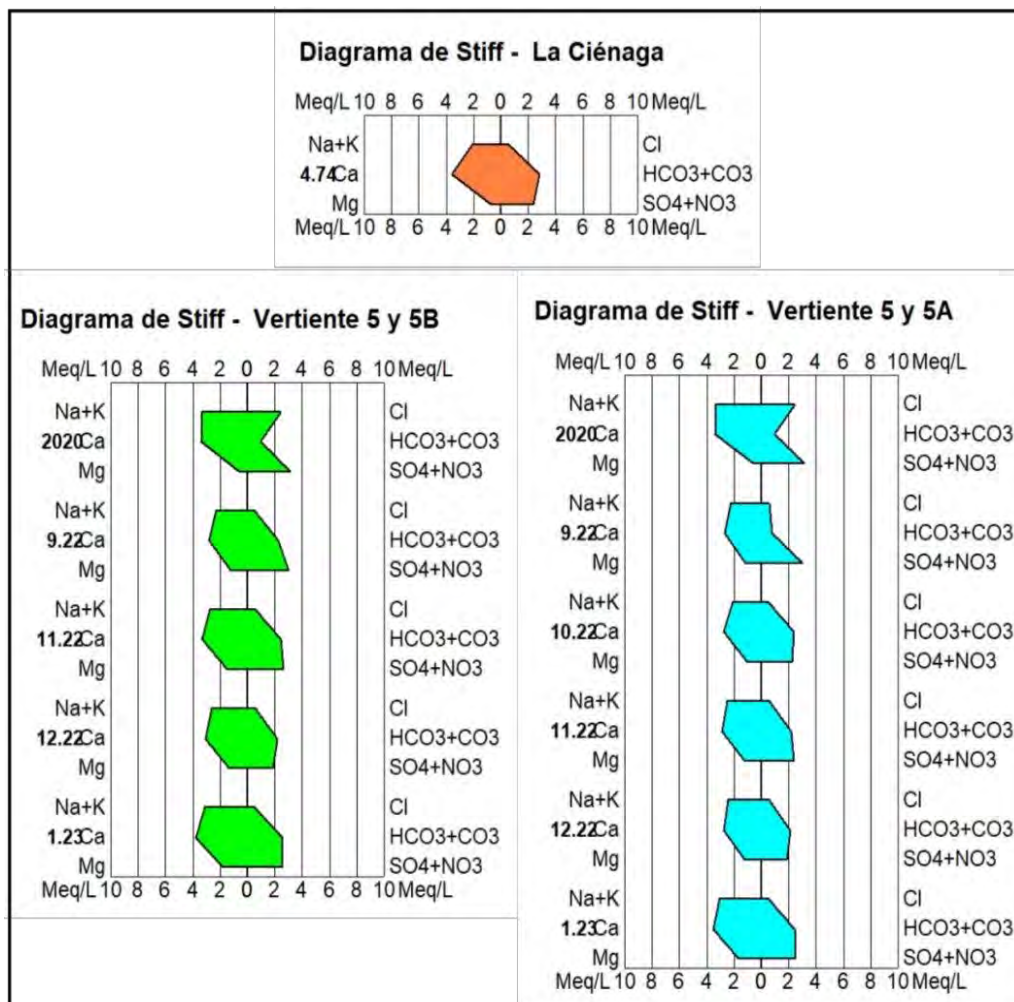 Diagrama de Stiff - La Ciénaga
Meq/L 10 8 6 4 2 0 2 4 6 8 10 Meq/L
Na+K Cl
4.74Ca HCO3+CO3
Mg SO4+NO3
Meq/L 10 8 6 4 2 0 2 4 6 8 10 Meq/L
Diagrama de Stiff - Vertiente 5 y 5B
Meq/L 10 8 6 4 2 0 2 4 6 8 10 Meq/L
Na+K Cl
2020Ca HCO3+CO3
Mg SO4+NO3
Na+K Cl
9.22Ca HCO3+CO3
Mg SO4+NO3
Na+K Cl
11.22Ca HCO3+CO3
Mg SO4+NO3
Na+K Cl
12.22Ca HCO3+CO3
Mg SO4+NO3
Na+K Cl
1.23Ca HCO3+CO3
Mg SO4+NO3
Meq/L 10 8 6 4 2 0 2 4 6 8 10 Meq/L
Diagrama de Stiff - Vertiente 5 y 5A
Meq/L 10 8 6 4 2 0 2 4 6 8 10 Meq/L
Na+K Cl
2020Ca HCO3+CO3
Mg SO4+NO3
Na+K Cl
9.22Ca HCO3+CO3
Mg SO4+NO3
Na+K Cl
10.22Ca HCO3+CO3
Mg SO4+NO3
Na+K Cl
11.22Ca HCO3+CO3
Mg SO4+NO3
Na+K Cl
12.22Ca HCO3+CO3
Mg SO4+NO3
Na+K Cl
1.23Ca HCO3+CO3
Mg SO4+NO3
Meq/L 10 8 6 4 2 0 2 4 6 8 10 Meq/L